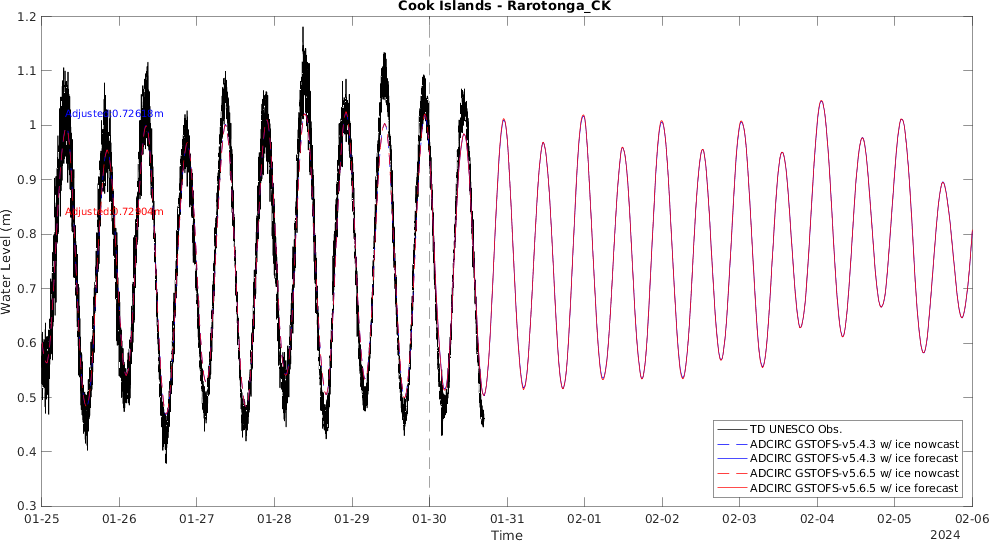 Cook Islands - Rarotonga_CK
1.2
1.1
1
0.9
0.8
0.7
0.6
0.5
0.4
0.3
Water Level (m)
Adjusted:0.72904m
TD UNESCO Obs.
ADCIRC GSTOFS-v5.4.3 w/ ice nowcast
ADCIRC GSTOFS-v5.4.3 w/ ice forecast
ADCIRC GSTOFS-v5.6.5 w/ ice nowcast
ADCIRC GSTOFS-v5.6.5 w/ ice forecast
01-25 01-26 01-27 01-28 01-29 01-30 01-31 02-01 02-02 02-03 02-04 02-05 02-06
Time
2024